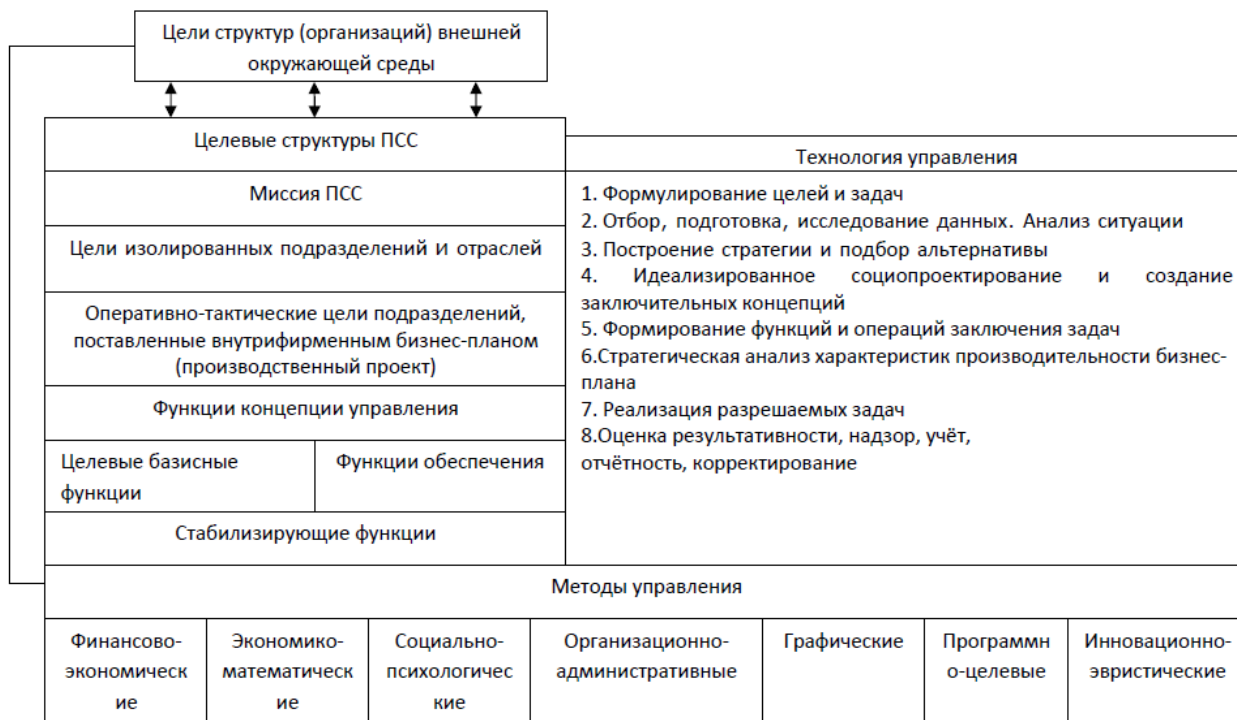 Цели структур (организаций) внешней
окружающей среды
Целевые структуры ПСС
Миссия ПСС
Цели изолированных подразделений и отраслей
Оперативно-тактические цели подразделений,
поставленные внутрифирменным бизнес-планом
(производственный проект)
Функции концепции управления
Целевые базисные
функции
Функции обеспечения
Стабилизирующие функции
Технология управления
1. Формулирование целей и задач
2. Отбор, подготовка, исследование данных. Анализ ситуации
3. Построение стратегии и подбор альтернативы
4. Идеализированное социопроектирование и создание
заключительных концепций
5. Формирование функций и операций заключения задач
6.Стратегическая анализ характеристик производительности бизнес-
плана
7. Реализация разрешаемых задач
8.Оценка результативности, надзор, учёт,
отчётность, корректирование
Методы управления
Финансово-
экономическ
ие
Экономико-
математическ
ие
Социально-
психологичес
кие
Организационно-
административные
Графические
Программн
о-целевые
Инновационно-
эвристические